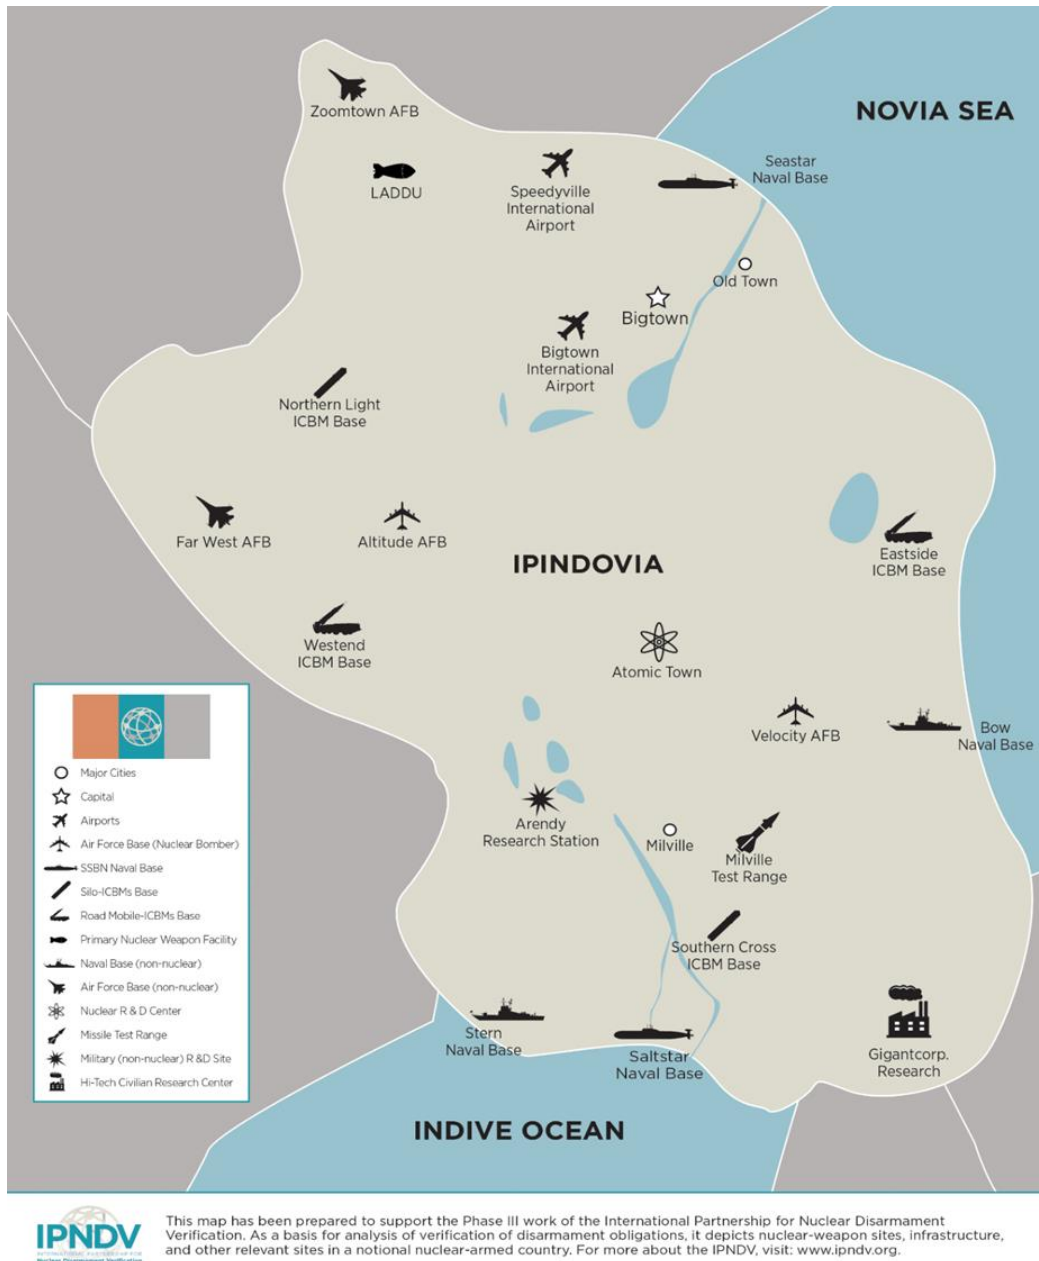 NOVIA SEA
Zoomtown AFB
LADDU
Speedyville
International
Airport
Seastar
Naval Base
Old Town
Bigtown
Bigtown
International
Airport
Northern Light
ICBM Base
Far West AFB
Altitude AFB
IPINDOVIA
Eastside
ICBM Base
Westend
ICBM Base
Atomic Town
Velocity AFB
Bow
Naval Base
Arendy
Research Station
Milville
Milville
Test Range
Southern Cross
ICBM Base
Stern
Naval Base
Saltstar
Naval Base
Gigantcorp.
Research
INDIVE OCEAN
Major Cities
Capital
Airports
Air Force Base (Nuclear Bomber)
SSBN Naval Base
Silo-ICBMs Base
Road Mobile-ICBMs Base
Primary Nuclear Weapon Facility
Naval Base (non-nuclear)
Air Force Base (non-nuclear)
Nuclear R & D Center
Missile Test Range
Military (non-nuclear) R &D Site
Hi-Tech Civilian Research Center
IPNDV
INTERNATIONAL PARTNERSHIP FOR
Nuclear Disarmament Verification
This map has been prepared to support the Phase III work of the International Partnership for Nuclear Disarmament
Verification. As a basis for analysis of verification of disarmament obligations, it depicts nuclear-weapon sites, infrastructure,
and other relevant sites in a notional nuclear-armed country. For more about the IPNDV, visit: www.ipndv.org.